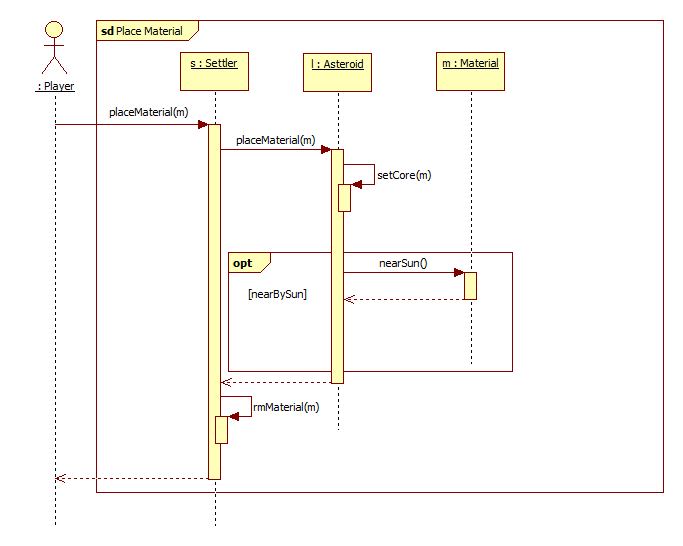 sd Place Material
s : Settler
l : Asteroid
m : Material
: Player
placeMaterial(m)
placeMaterial(m)
setCore(m)
opt
nearSun()
[nearBySun]
rmMaterial(m)